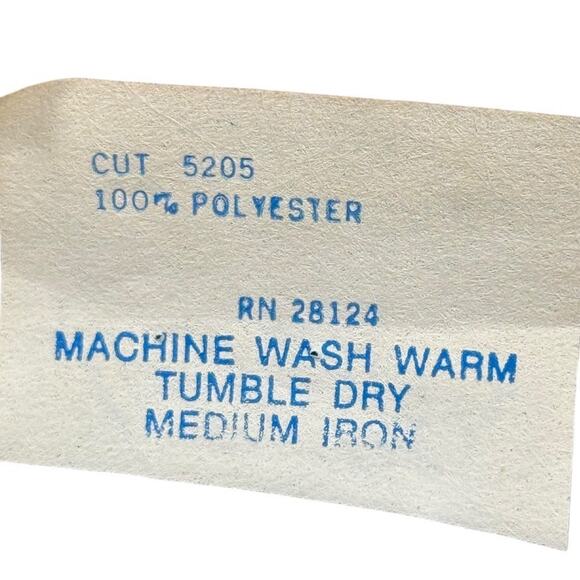 CUT 5205
100% POLYESTER
RN 28124
MACHINE WASH WARM
TUMBLE DRY
MEDIUM IRON